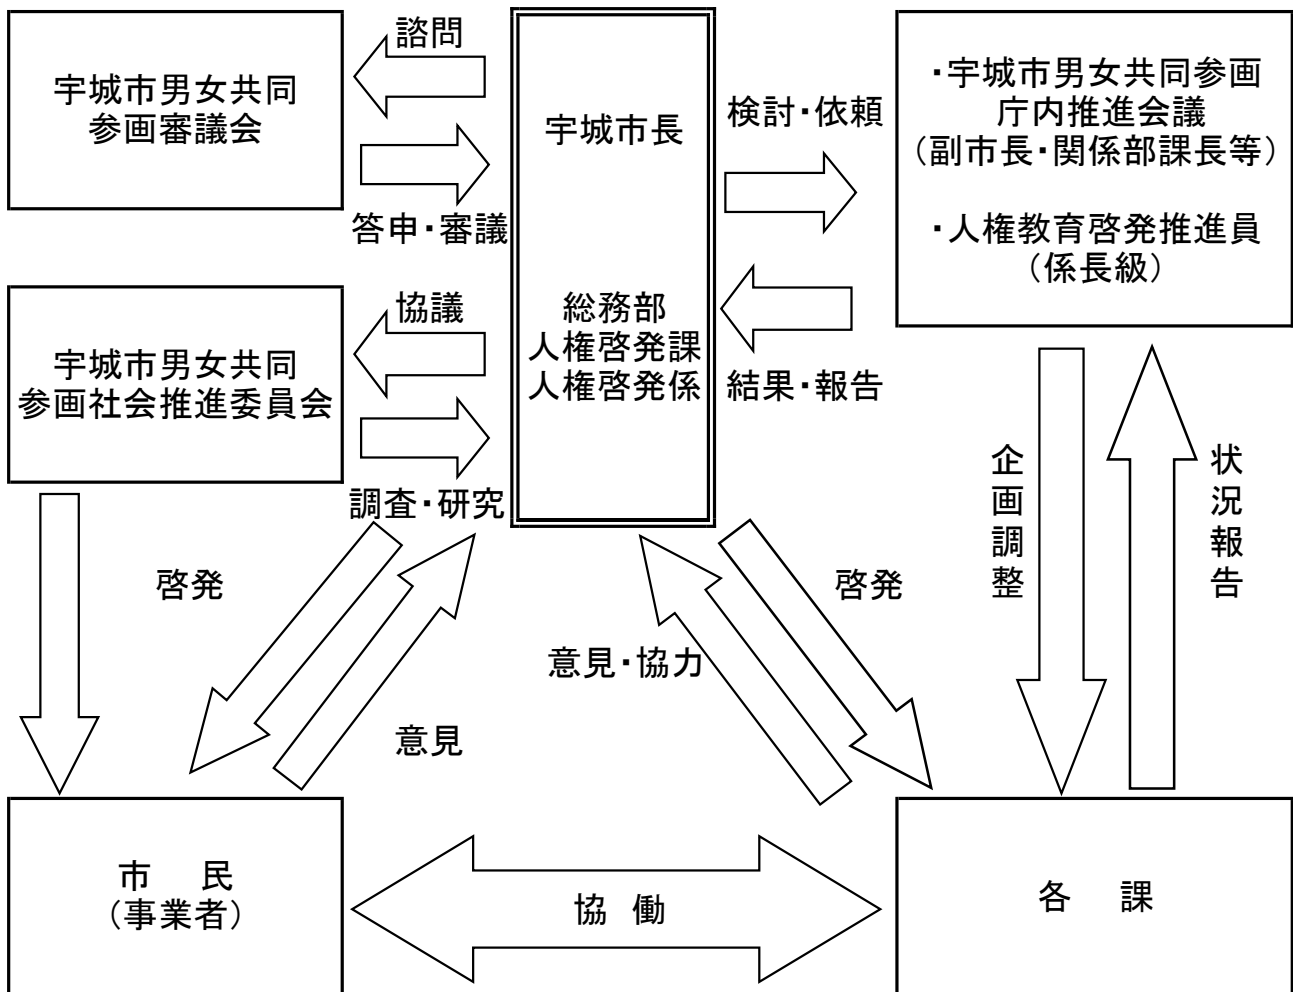 諮問
宇城市男女共同
参画審議会
答申・審議
宇城市長
総務部
人権啓発課
人権啓発係
検討・依頼
・宇城市男女共同参画
庁内推進会議
（副市長・関係部課長等）
・人権教育啓発推進員
（係長級）
結果・報告
協議
宇城市男女共同
参画社会推進委員会
調査・研究
企画調整
状況報告
啓発
意見
意見・協力
啓発
市　民
（事業者）
協 働
各　課